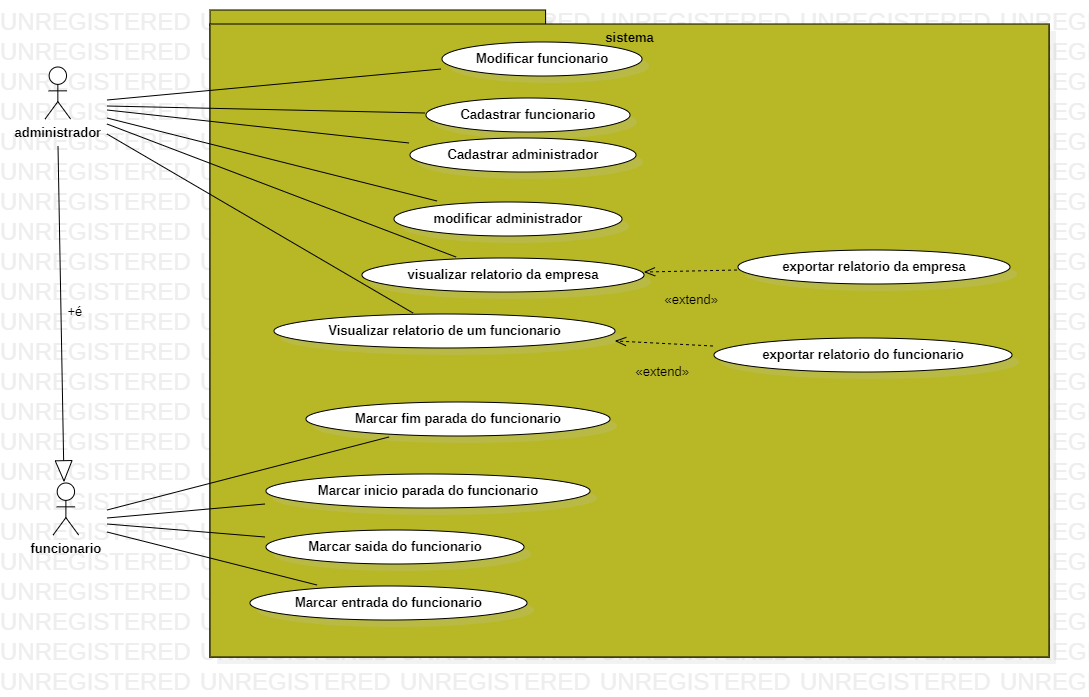 sistema
Modificar funcionario
Cadastrar funcionario
administrador
Cadastrar administrador
modificar administrador
exportar relatorio da empresa
visualizar relatorio da empresa
«extend»
+é
Visualizar relatorio de um funcionario
exportar relatorio do funcionario
«extend»
Marcar fim parada do funcionario
Marcar inicio parada do funcionario
Marcar saida do funcionario
funcionario
Marcar entrada do funcionario
UNREGISTERED UNREGISTERED UNREGISTERED UNREGISTERED UNREGISTERED UNREG